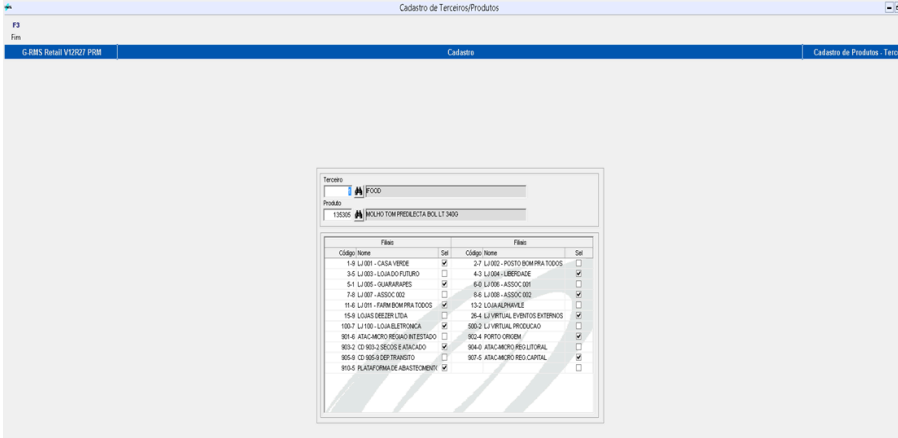 Cadastro de Terceiros/Produtos
F3
Fim
G-RMS Retail V12R27 PRM Cadastro Cadastro de Produtos - Terc
Terceiro
FOOD
Produto
135305 MOLHO TOM PREDILECTA BOL LT 340G
Filiais Filiais
Código Nome Sel Código Nome Sel
1-9 LJ 001 - CASA VERDE 2-7 LJ 002 - POSTO BOM PRA TODOS
3-5 LJ 003 - LOJA DO FUTURO 4-3 LJ 004 - LIBERDADE
5-1 LJ 005 - GUARARAPES 6-0 LJ 006 - ASSOC 001
7-8 LJ 007 - ASSOC 002 8-6 LJ 008 - ASSOC 002
11-6 LJ 011 - FARM BOM PRA TODOS 13-2 LOJA ALPHAVILE
15-9 LOJAS DEEZER LTDA 26-4 LJ VIRTUAL EVENTOS EXTERNOS
100-7 LJ 100 - LOJA ELETRONICA 500-2 LJ VIRTUAL PRODUCAO
901-6 ATAC-MICRO REGIAO INT.ESTADO 902-4 PORTO ORIGEM
903-2 CD 903-2 SECOS E ATACADO 904-0 ATAC-MICRO REG.LITORAL
905-9 CD 905-9 DEP.TRANSITO 907-5 ATAC-MICRO REG.CAPITAL
910-5 PLATAFORMA DE ABASTECIMENT